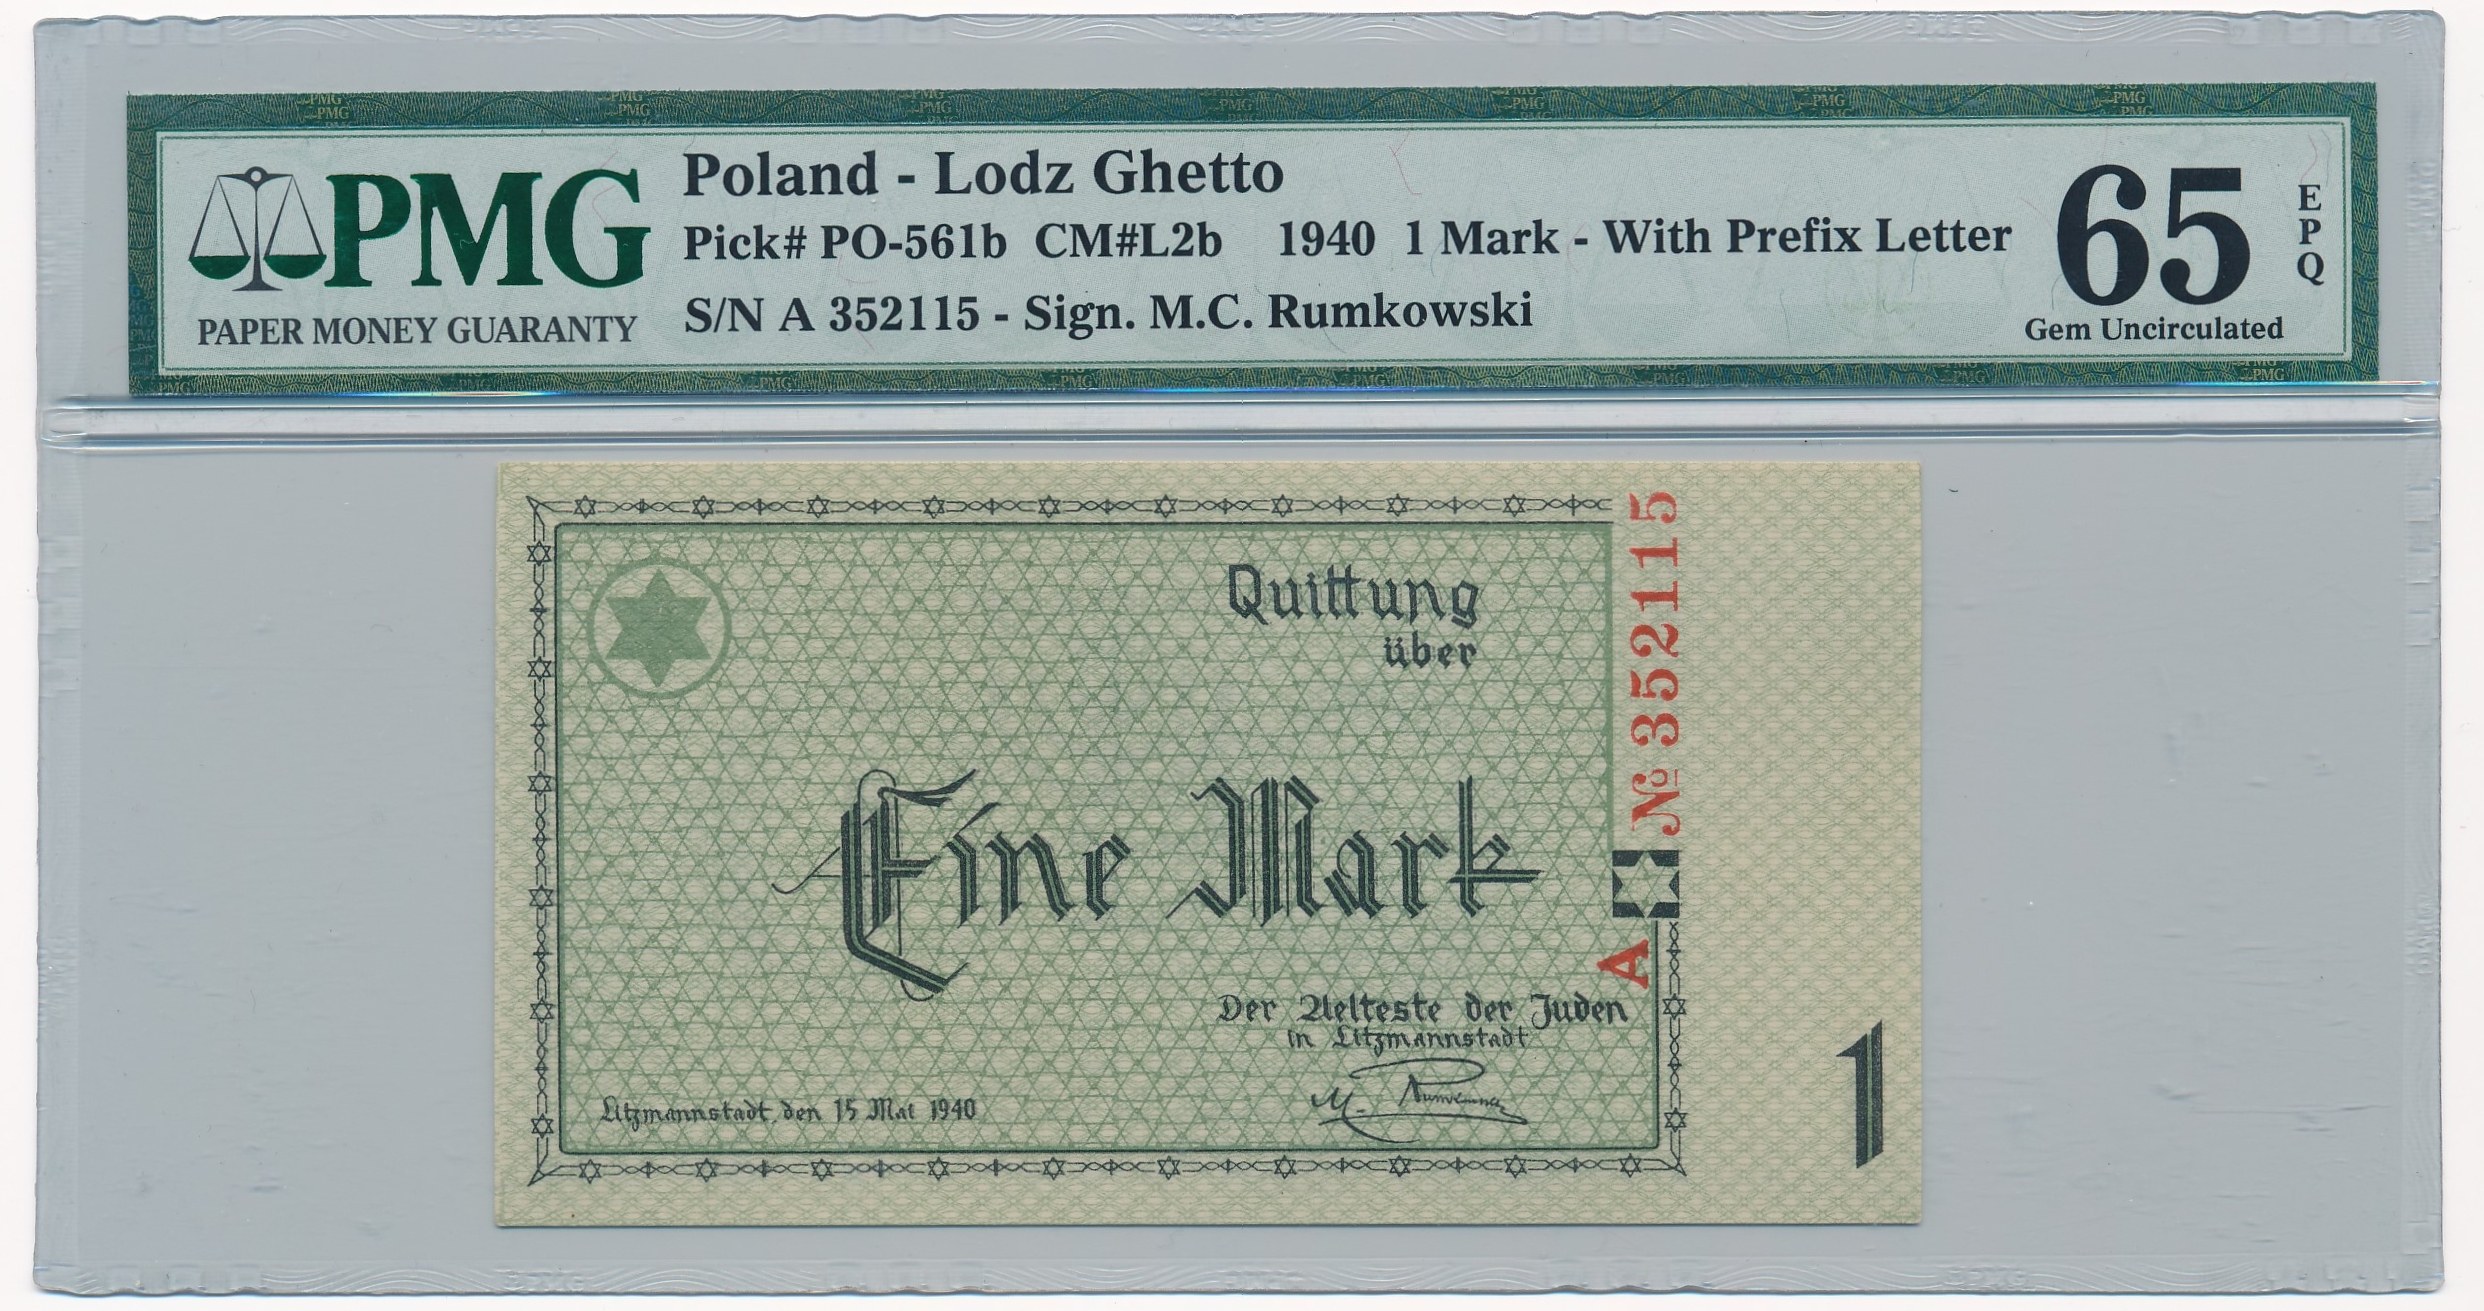 PMG
PAPER MONEY GUARANTY
Poland - Lodz Ghetto
Pick# PO-561b CM#L2b 1940 1 Mark - With Prefix Letter
S/N A 352115 - Sign. M.C. Rumkowski
65
EPQ
Gem Uncirculated
Quittung
über
Eine Mark
A № 352115
Der Aelteste der Juden
in Litzmannstadt
Litzmannstadt, den 15 Mai 1940
1